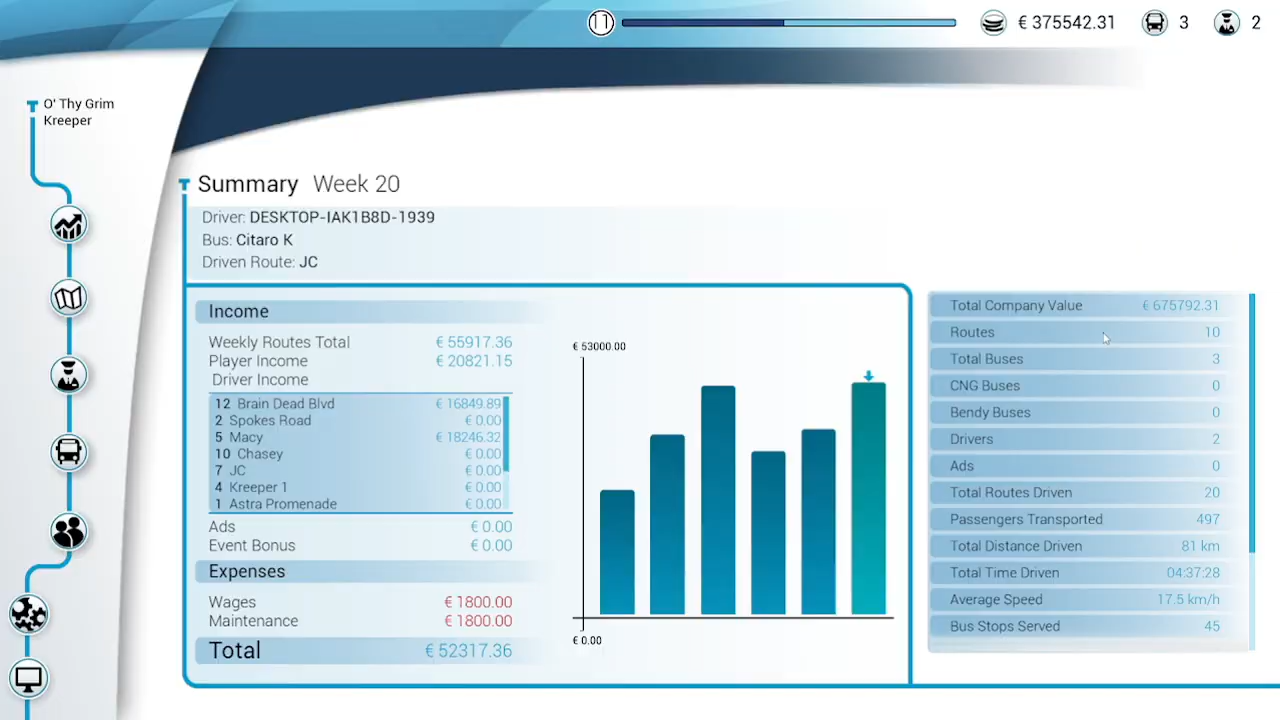 11
€ 375542.31
3
2
O' Thy Grim
Kreeper
Summary Week 20
Driver: DESKTOP-IAK1B8D-1939
Bus: Citaro K
Driven Route: JC
Income
Weekly Routes Total € 55917.36
Player Income € 20821.15
Driver Income
12 Brain Dead Blvd € 16849.89
2 Spokes Road € 0.00
5 Macy € 18246.32
10 Chasey € 0.00
7 JC € 0.00
4 Kreeper 1 € 0.00
1 Astra Promenade € 0.00
Ads € 0.00
Event Bonus € 0.00
Expenses
Wages € 1800.00
Maintenance € 1800.00
Total € 52317.36
€ 53000.00
€ 0.00
Total Company Value € 675792.31
Routes 10
Total Buses 3
CNG Buses 0
Bendy Buses 0
Drivers 2
Ads 0
Total Routes Driven 20
Passengers Transported 497
Total Distance Driven 81 km
Total Time Driven 04:37:28
Average Speed 17.5 km/h
Bus Stops Served 45